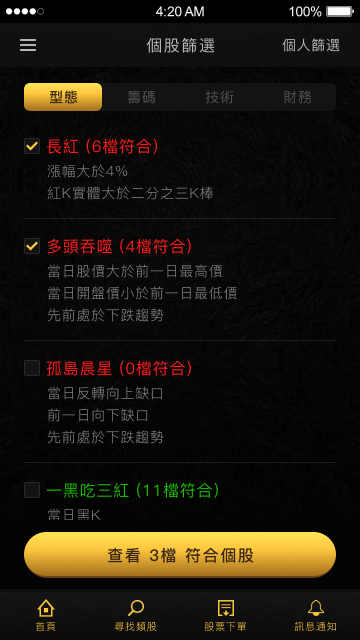 4:20 AM
100%
個股篩選
個人篩選
型態
籌碼
技術
財務
長紅 (6檔符合)
漲幅大於4%
紅K實體大於二分之三K棒
多頭吞噬 (4檔符合)
當日股價大於前一日最高價
當日開盤價小於前一日最低價
先前處於下跌趨勢
孤島晨星 (0檔符合)
當日反轉向上缺口
前一日向下缺口
先前處於下跌趨勢
一黑吃三紅 (11檔符合)
當日黑K
查看 3檔 符合個股
首頁
尋找類股
股票下單
訊息通知